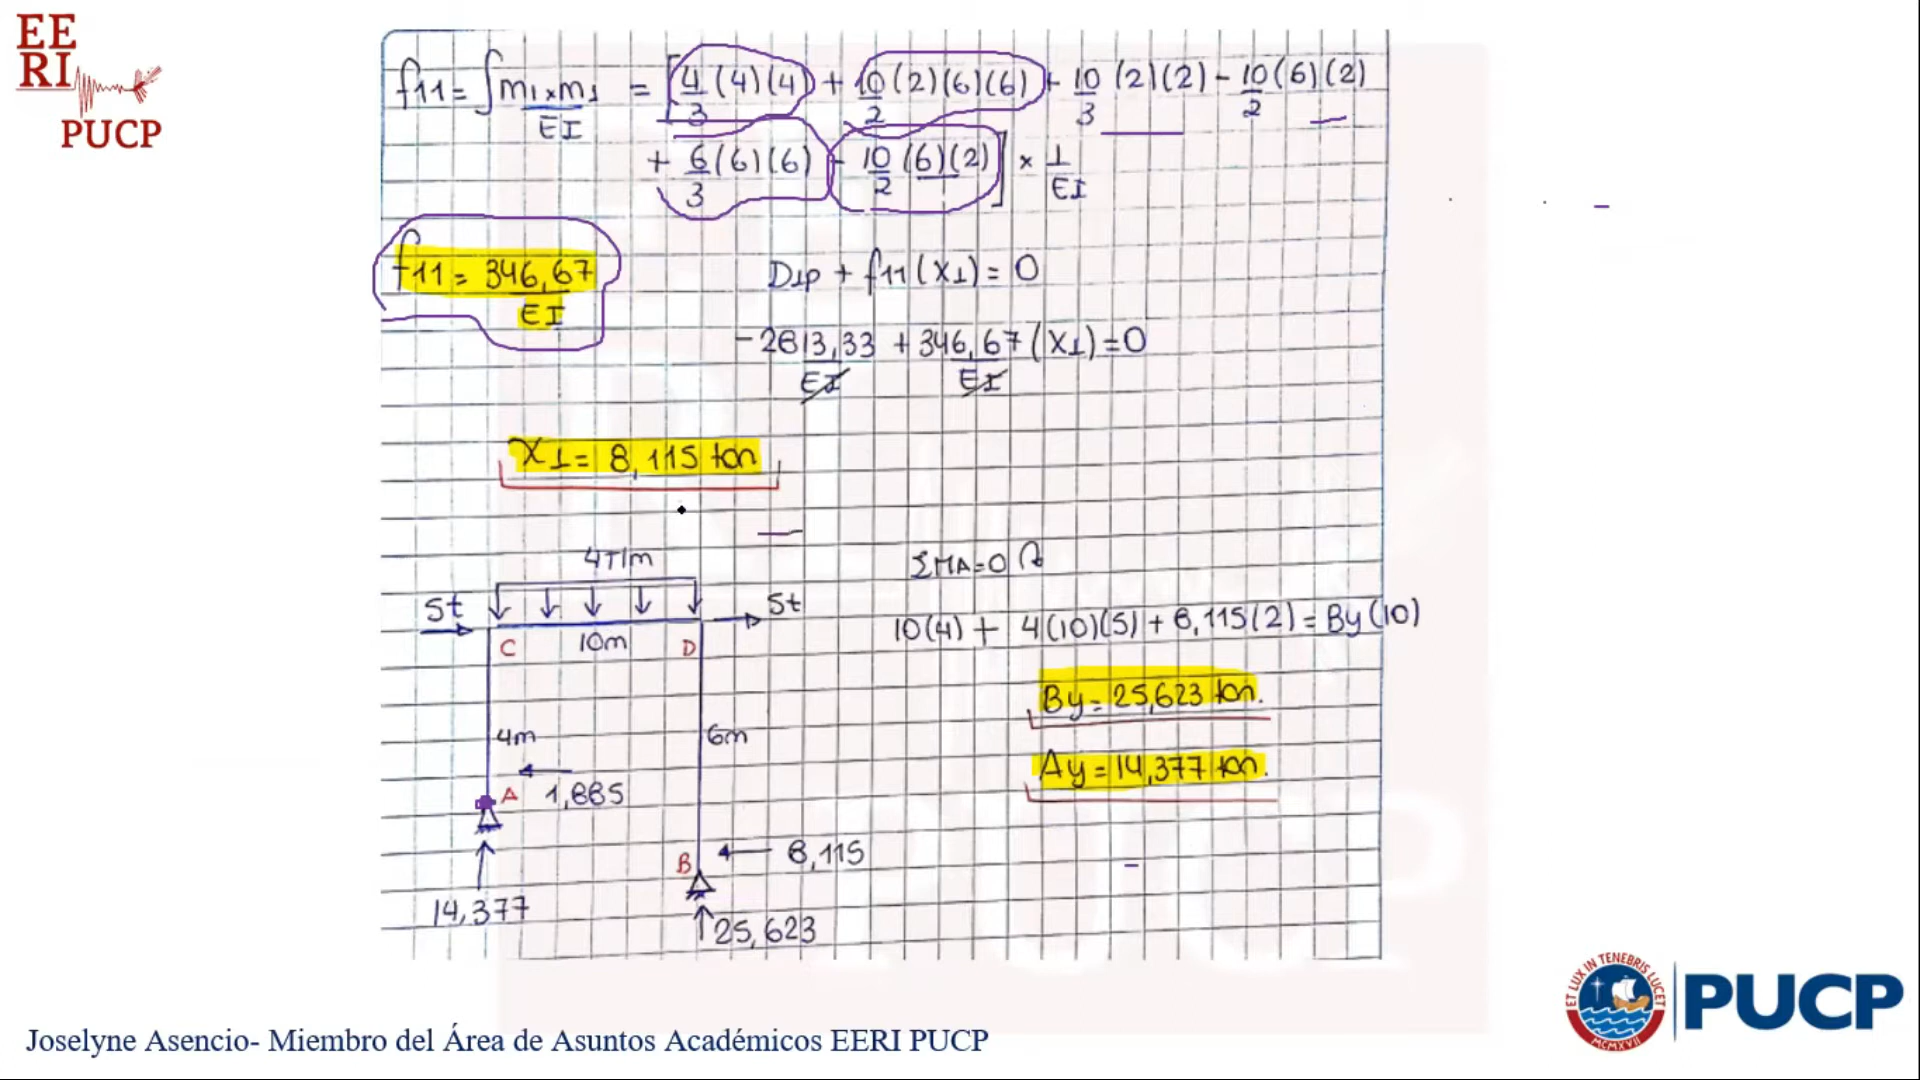 EE
RI
PUCP
f11 = ∫ m1 x m1 / EI = [ 4/3 (4)(4) + 10/2 (2)(6)(6) + 10/3 (2)(2) - 10/2 (6)(2)
+ 6/3 (6)(6) - 10/2 (6)(2) ] x 1/EI
f11 = 346,67 / EI
D1p + f11 (X1) = 0
-2813,33 / EI + 346,67 / EI (X1) = 0
X1 = 8,115 ton
4T/m
ΣMA=0
5t
5t
10(4) + 4(10)(5) + 8,115(2) = By(10)
C 10m D
By = 25,623 ton.
4m
6m
Ay = 14,377 ton.
A 1,885
B 8,115
14,377
25,623
ET LUX IN TENEBRIS LUCET
MCMXVII
PUCP
Joselyne Asencio- Miembro del Área de Asuntos Académicos EERI PUCP